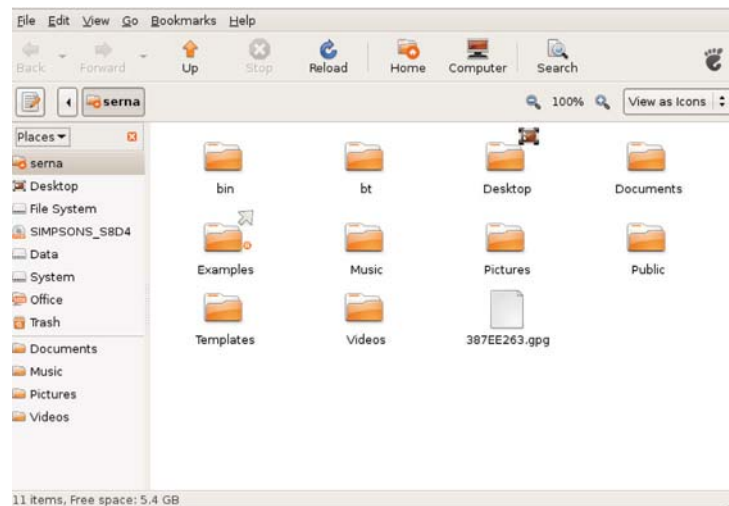 File Edit View Go Bookmarks Help
Back Forward Up Stop Reload Home Computer Search
serna 100% View as Icons
Places
serna
Desktop
File System
SIMPSONS_S8D4
Data
System
Office
Trash
Documents
Music
Pictures
Videos
bin bt Desktop Documents
Examples Music Pictures Public
Templates Videos 387EE263.gpg
11 items, Free space: 5.4 GB